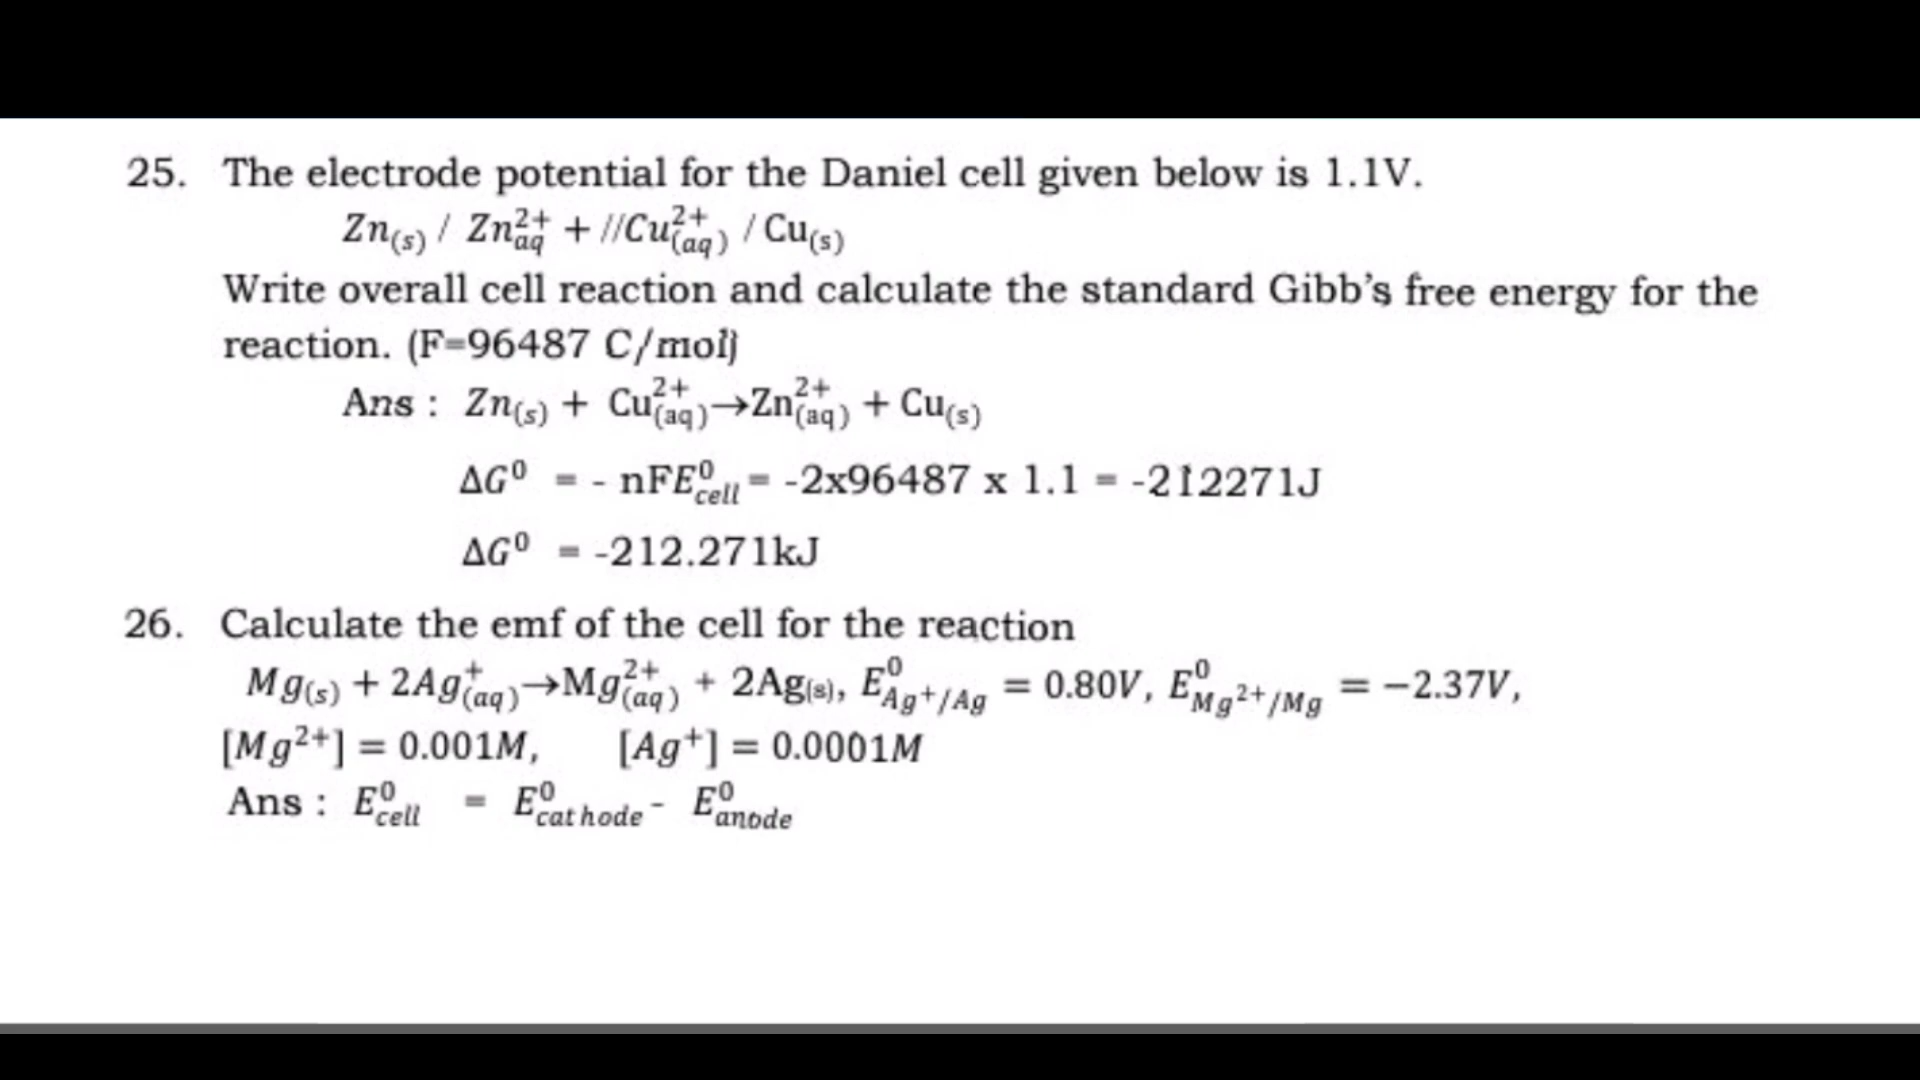 25. The electrode potential for the Daniel cell given below is 1.1V.
Zn(s) / Zn²⁺aq + //Cu²⁺(aq) / Cu(s)
Write overall cell reaction and calculate the standard Gibb's free energy for the
reaction. (F=96487 C/mol)
Ans : Zn(s) + Cu²⁺(aq)→Zn²⁺(aq) + Cu(s)
ΔG⁰ = - nFE⁰cell = -2x96487 x 1.1 = -212271J
ΔG⁰ = -212.271kJ
26. Calculate the emf of the cell for the reaction
Mg(s) + 2Ag⁺(aq)→Mg²⁺(aq) + 2Ag(s), E⁰Ag⁺/Ag = 0.80V, E⁰Mg²⁺/Mg = −2.37V,
[Mg²⁺] = 0.001M, [Ag⁺] = 0.0001M
Ans : E⁰cell = E⁰cathode - E⁰anode